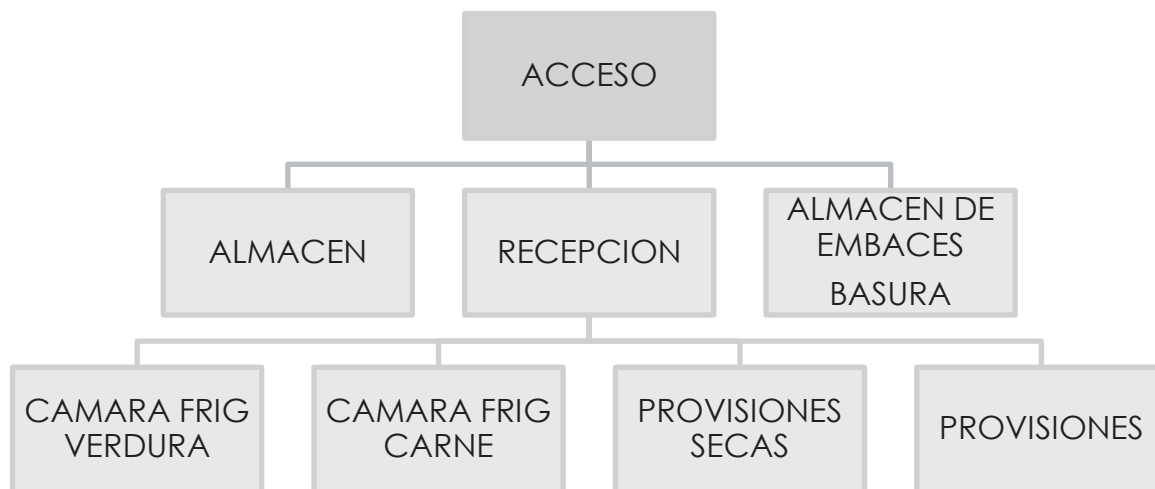 ACCESO
ALMACEN
RECEPCION
ALMACEN DE
EMBACES
BASURA
CAMARA FRIG
VERDURA
CAMARA FRIG
CARNE
PROVISIONES
SECAS
PROVISIONES